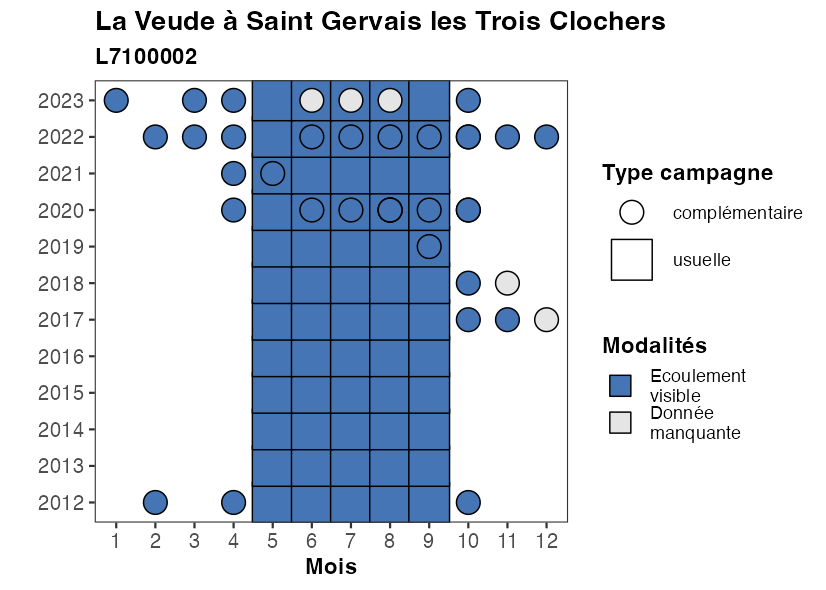 La Veude à Saint Gervais les Trois Clochers
L7100002
2023
2022
2021
2020
2019
2018
2017
2016
2015
2014
2013
2012
1 2 3 4 5 6 7 8 9 10 11 12
Mois
Type campagne
complémentaire
usuelle
Modalités
Ecoulement
visible
Donnée
manquante